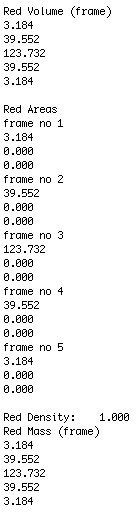 Red Volume (frame)
3.184
39.552
123.732
39.552
3.184

Red Areas
frame no 1
3.184
0.000
0.000
frame no 2
39.552
0.000
0.000
frame no 3
123.732
0.000
0.000
frame no 4
39.552
0.000
0.000
frame no 5
3.184
0.000
0.000

Red Density:    1.000
Red Mass (frame)
3.184
39.552
123.732
39.552
3.184